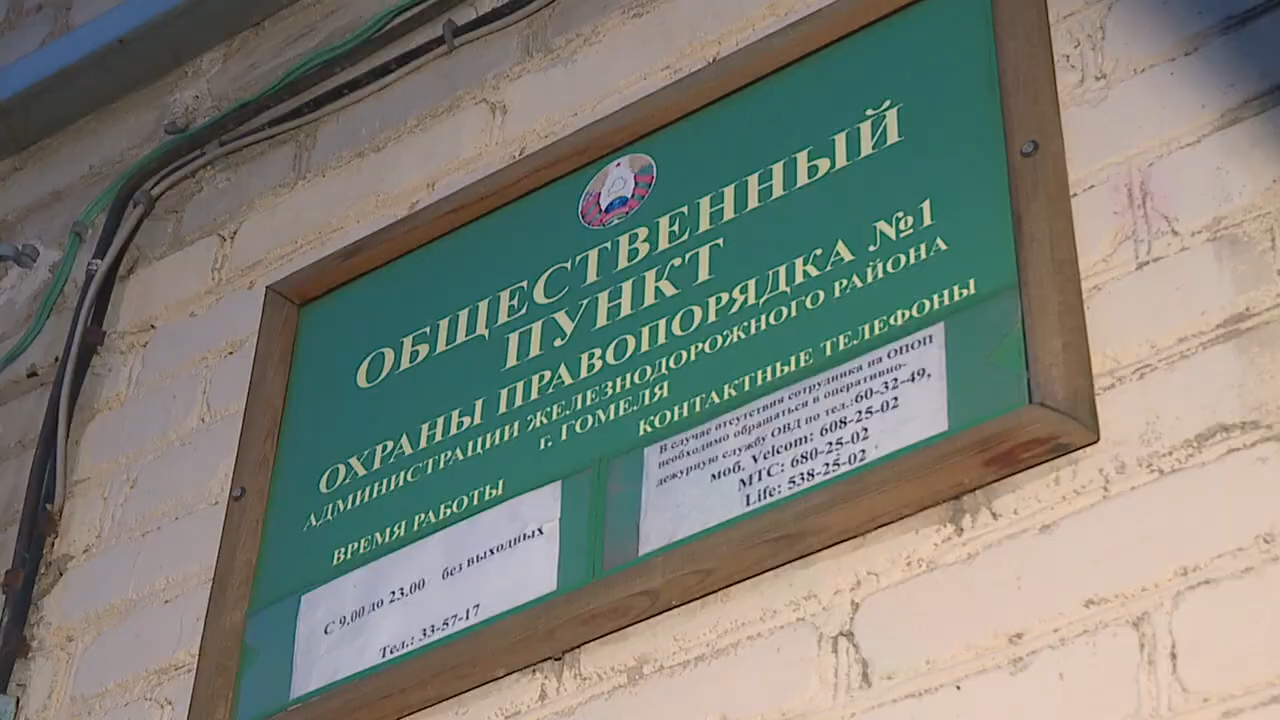 ОБЩЕСТВЕННЫЙ
ПУНКТ
ОХРАНЫ ПРАВОПОРЯДКА №1
АДМИНИСТРАЦИИ ЖЕЛЕЗНОДОРОЖНОГО РАЙОНА
г. ГОМЕЛЯ
ВРЕМЯ РАБОТЫ
С 9.00 до 23.00 без выходных
Тел.: 33-57-17
КОНТАКТНЫЕ ТЕЛЕФОНЫ
В случае отсутствия сотрудника на ОПОП
необходимо обращаться в оперативно-
дежурную службу ОВД по тел.:60-32-49,
моб. Velcom: 608-25-02
МТС: 680-25-02
Life: 538-25-02